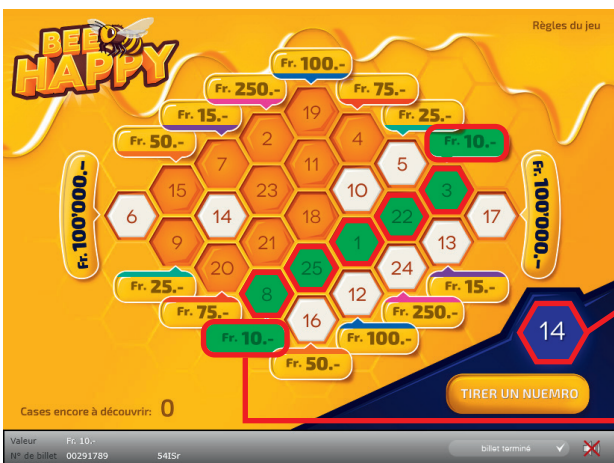 Règles du jeu
BEE
HAPPY
Fr. 100.-
Fr. 250.-
Fr. 75.-
Fr. 15.-
Fr. 25.-
Fr. 50.-
Fr. 10.-
19
2
4
7
11
5
15
23
10
3
6
14
18
22
17
9
21
1
13
20
25
24
8
12
16
Fr. 100'000.–
Fr. 100'000.–
Fr. 25.-
Fr. 15.-
Fr. 75.-
Fr. 250.-
Fr. 10.-
Fr. 100.-
Fr. 50.-
14
TIRER UN NUEMRO
Cases encore à découvrir: 0
Valeur Fr. 10.-
N° de billet 00291789 54ISr
billet terminé